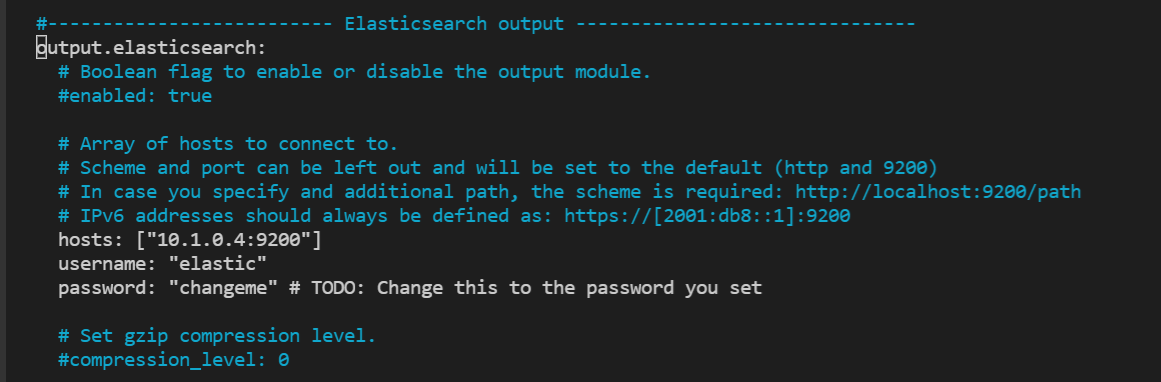 #-------------------------- Elasticsearch output -------------------------------
output.elasticsearch:
# Boolean flag to enable or disable the output module.
#enabled: true
# Array of hosts to connect to.
# Scheme and port can be left out and will be set to the default (http and 9200)
# In case you specify and additional path, the scheme is required: http://localhost:9200/path
# IPv6 addresses should always be defined as: https://[2001:db8::1]:9200
hosts: ["10.1.0.4:9200"]
username: "elastic"
password: "changeme" # TODO: Change this to the password you set
# Set gzip compression level.
#compression_level: 0